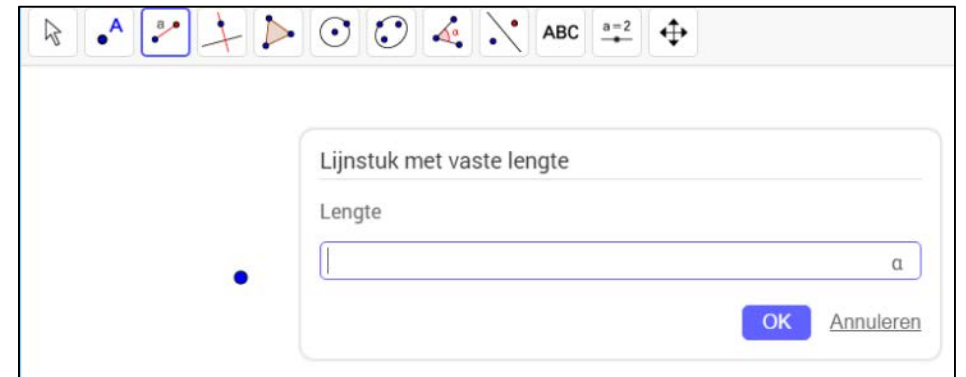 A a α ABC a=2
Lijnstuk met vaste lengte
Lengte
α
OK Annuleren